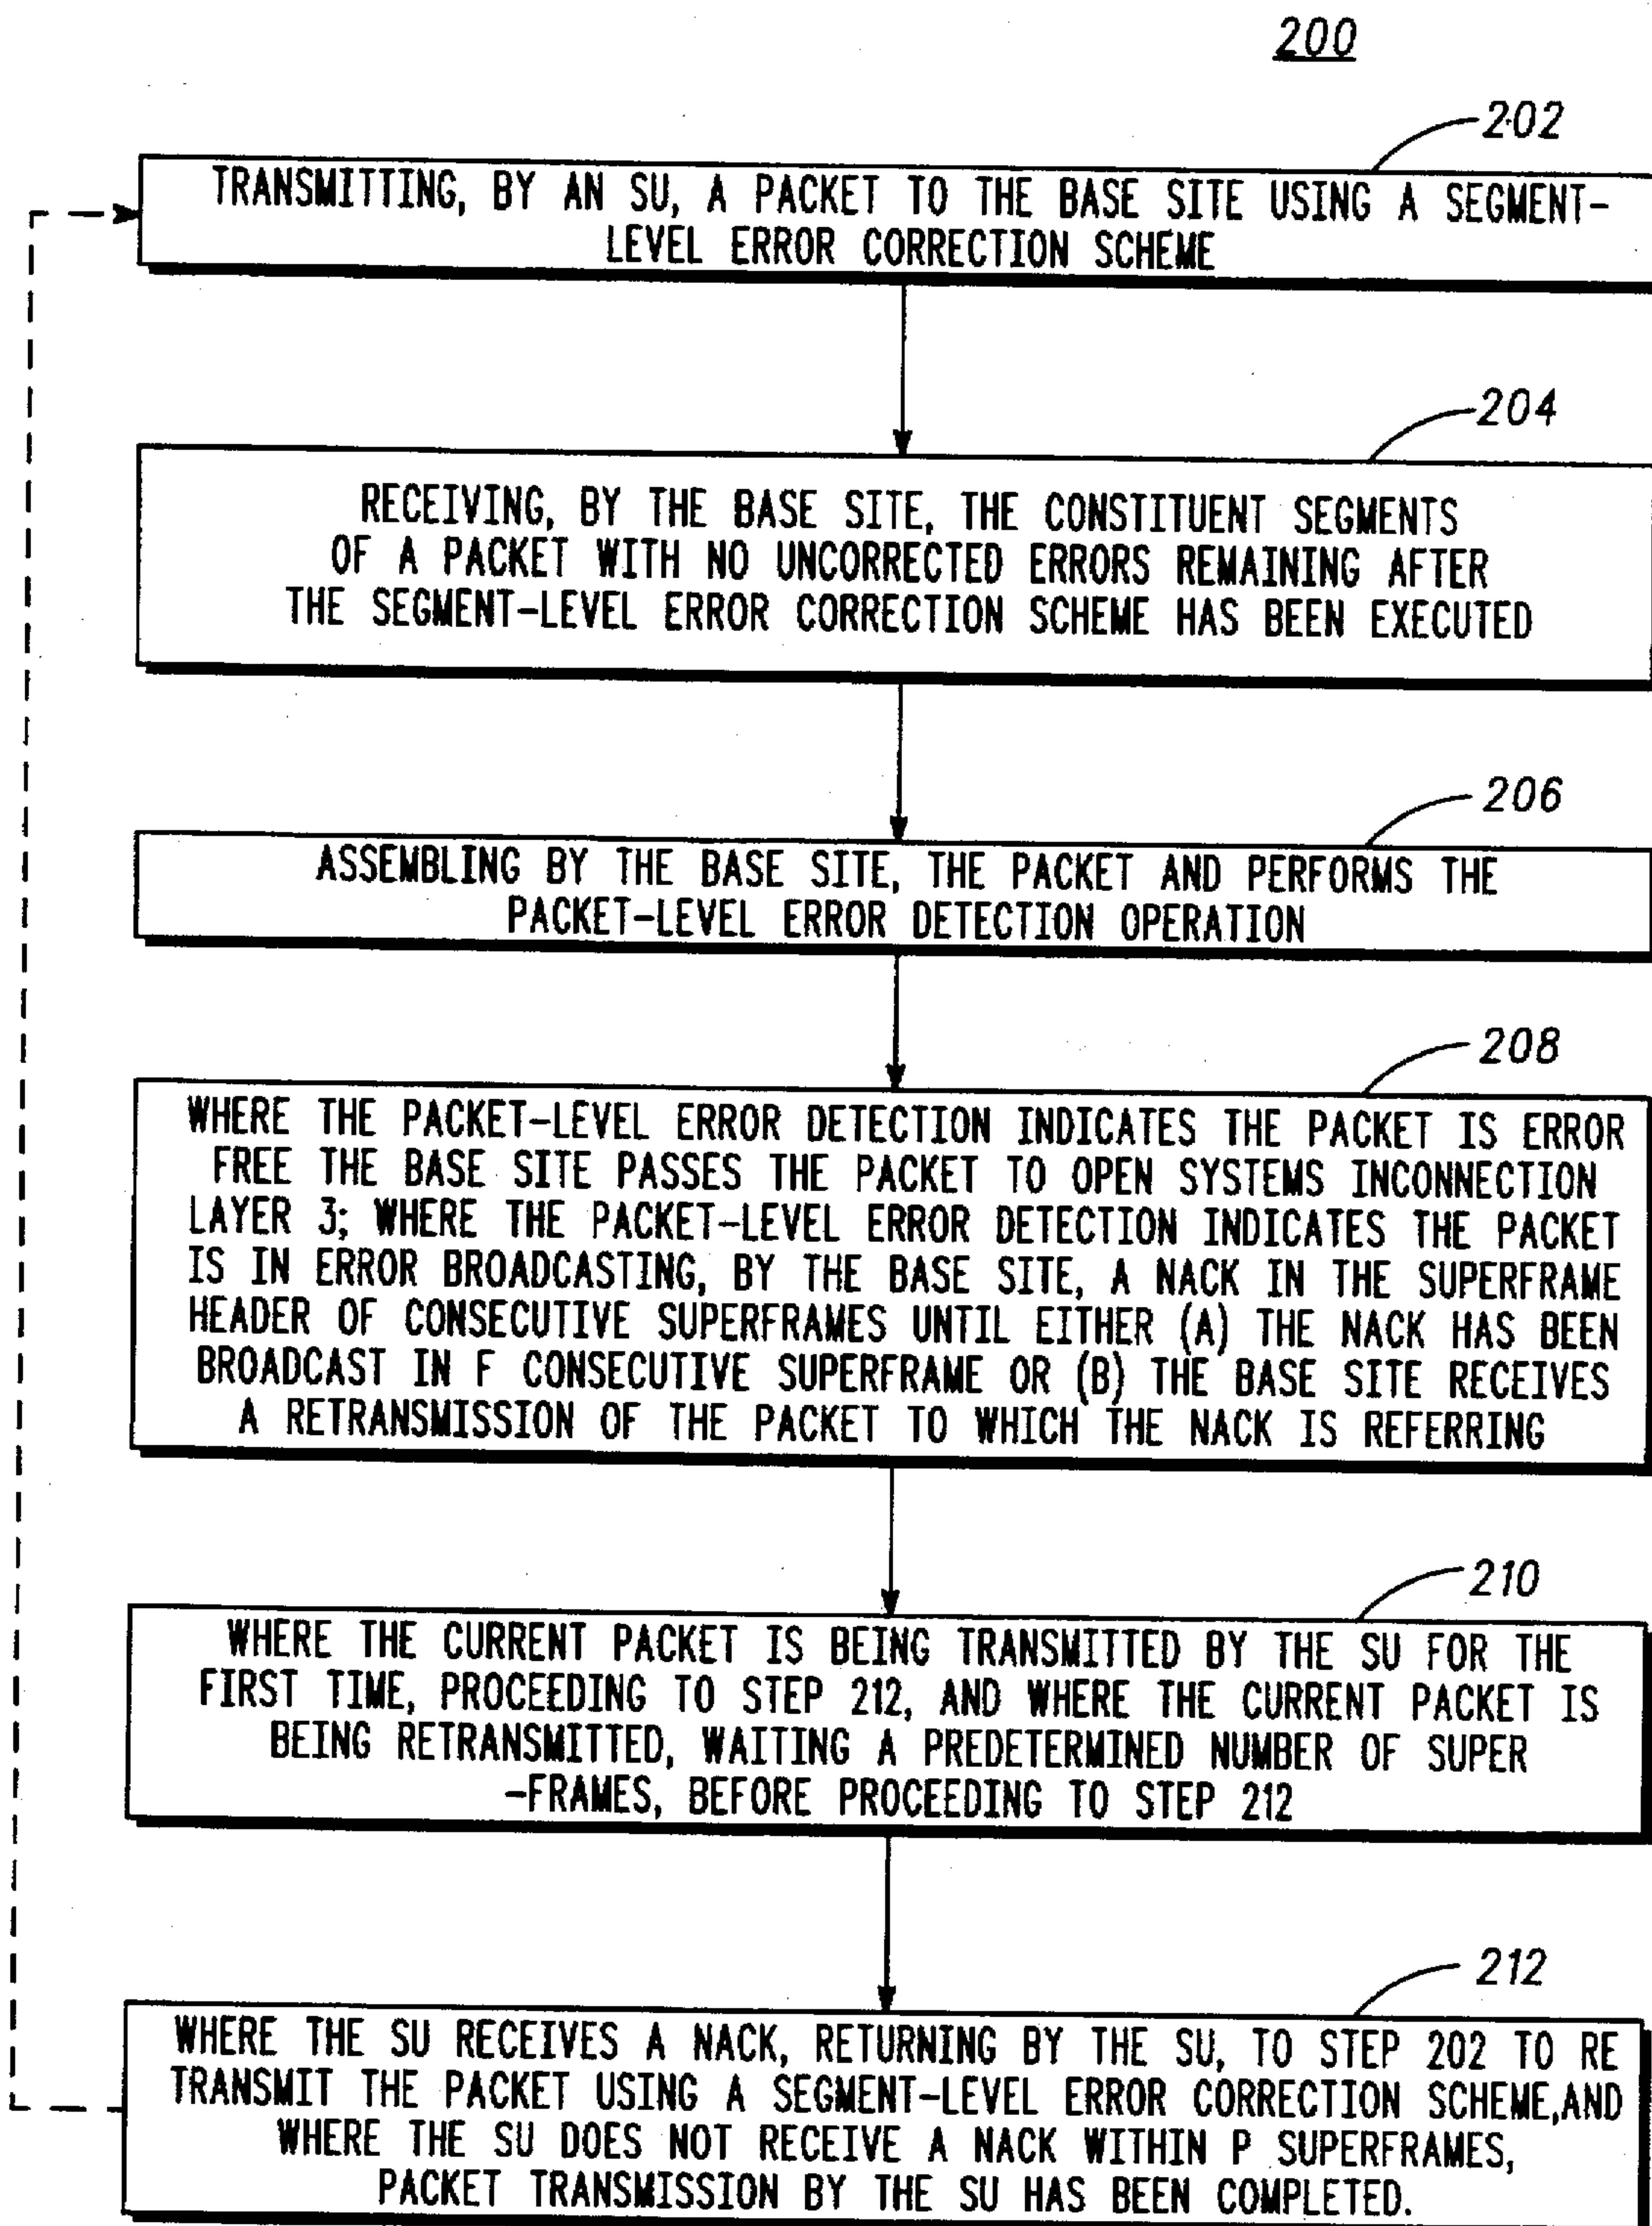 200
202
TRANSMITTING, BY AN SU, A PACKET TO THE BASE SITE USING A SEGMENT-
LEVEL ERROR CORRECTION SCHEME
204
RECEIVING, BY THE BASE SITE, THE CONSTITUENT SEGMENTS
OF A PACKET WITH NO UNCORRECTED ERRORS REMAINING AFTER
THE SEGMENT-LEVEL ERROR CORRECTION SCHEME HAS BEEN EXECUTED
206
ASSEMBLING BY THE BASE SITE, THE PACKET AND PERFORMS THE
PACKET-LEVEL ERROR DETECTION OPERATION
208
WHERE THE PACKET-LEVEL ERROR DETECTION INDICATES THE PACKET IS ERROR
FREE THE BASE SITE PASSES THE PACKET TO OPEN SYSTEMS INCONNECTION
LAYER 3; WHERE THE PACKET-LEVEL ERROR DETECTION INDICATES THE PACKET
IS IN ERROR BROADCASTING, BY THE BASE SITE, A NACK IN THE SUPERFRAME
HEADER OF CONSECUTIVE SUPERFRAMES UNTIL EITHER (A) THE NACK HAS BEEN
BROADCAST IN F CONSECUTIVE SUPERFRAME OR (B) THE BASE SITE RECEIVES
A RETRANSMISSION OF THE PACKET TO WHICH THE NACK IS REFERRING
210
WHERE THE CURRENT PACKET IS BEING TRANSMITTED BY THE SU FOR THE
FIRST TIME, PROCEEDING TO STEP 212, AND WHERE THE CURRENT PACKET IS
BEING RETRANSMITTED, WAITING A PREDETERMINED NUMBER OF SUPER
-FRAMES, BEFORE PROCEEDING TO STEP 212
212
WHERE THE SU RECEIVES A NACK, RETURNING BY THE SU, TO STEP 202 TO RE
TRANSMIT THE PACKET USING A SEGMENT-LEVEL ERROR CORRECTION SCHEME,AND
WHERE THE SU DOES NOT RECEIVE A NACK WITHIN P SUPERFRAMES,
PACKET TRANSMISSION BY THE SU HAS BEEN COMPLETED.